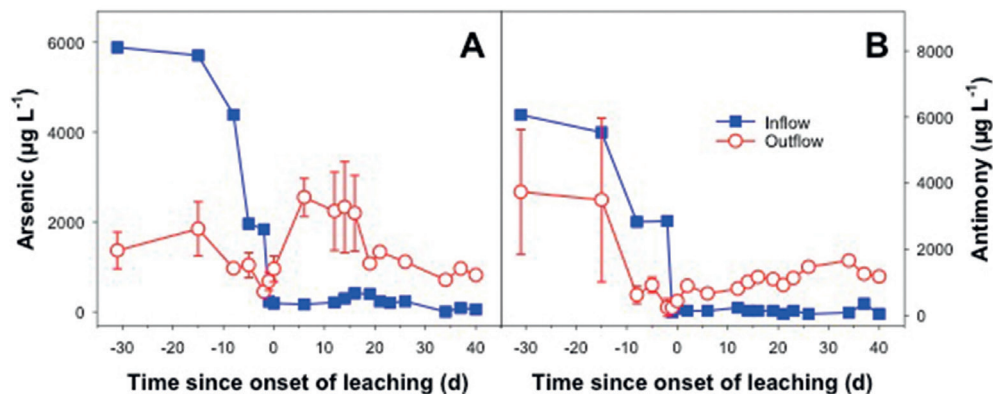 A
B
6000
4000
2000
0
Arsenic (µg L-1)
Inflow
Outflow
8000
6000
4000
2000
0
Antimony (µg L-1)
-30 -20 -10 0 10 20 30 40
-30 -20 -10 0 10 20 30 40
Time since onset of leaching (d)
Time since onset of leaching (d)